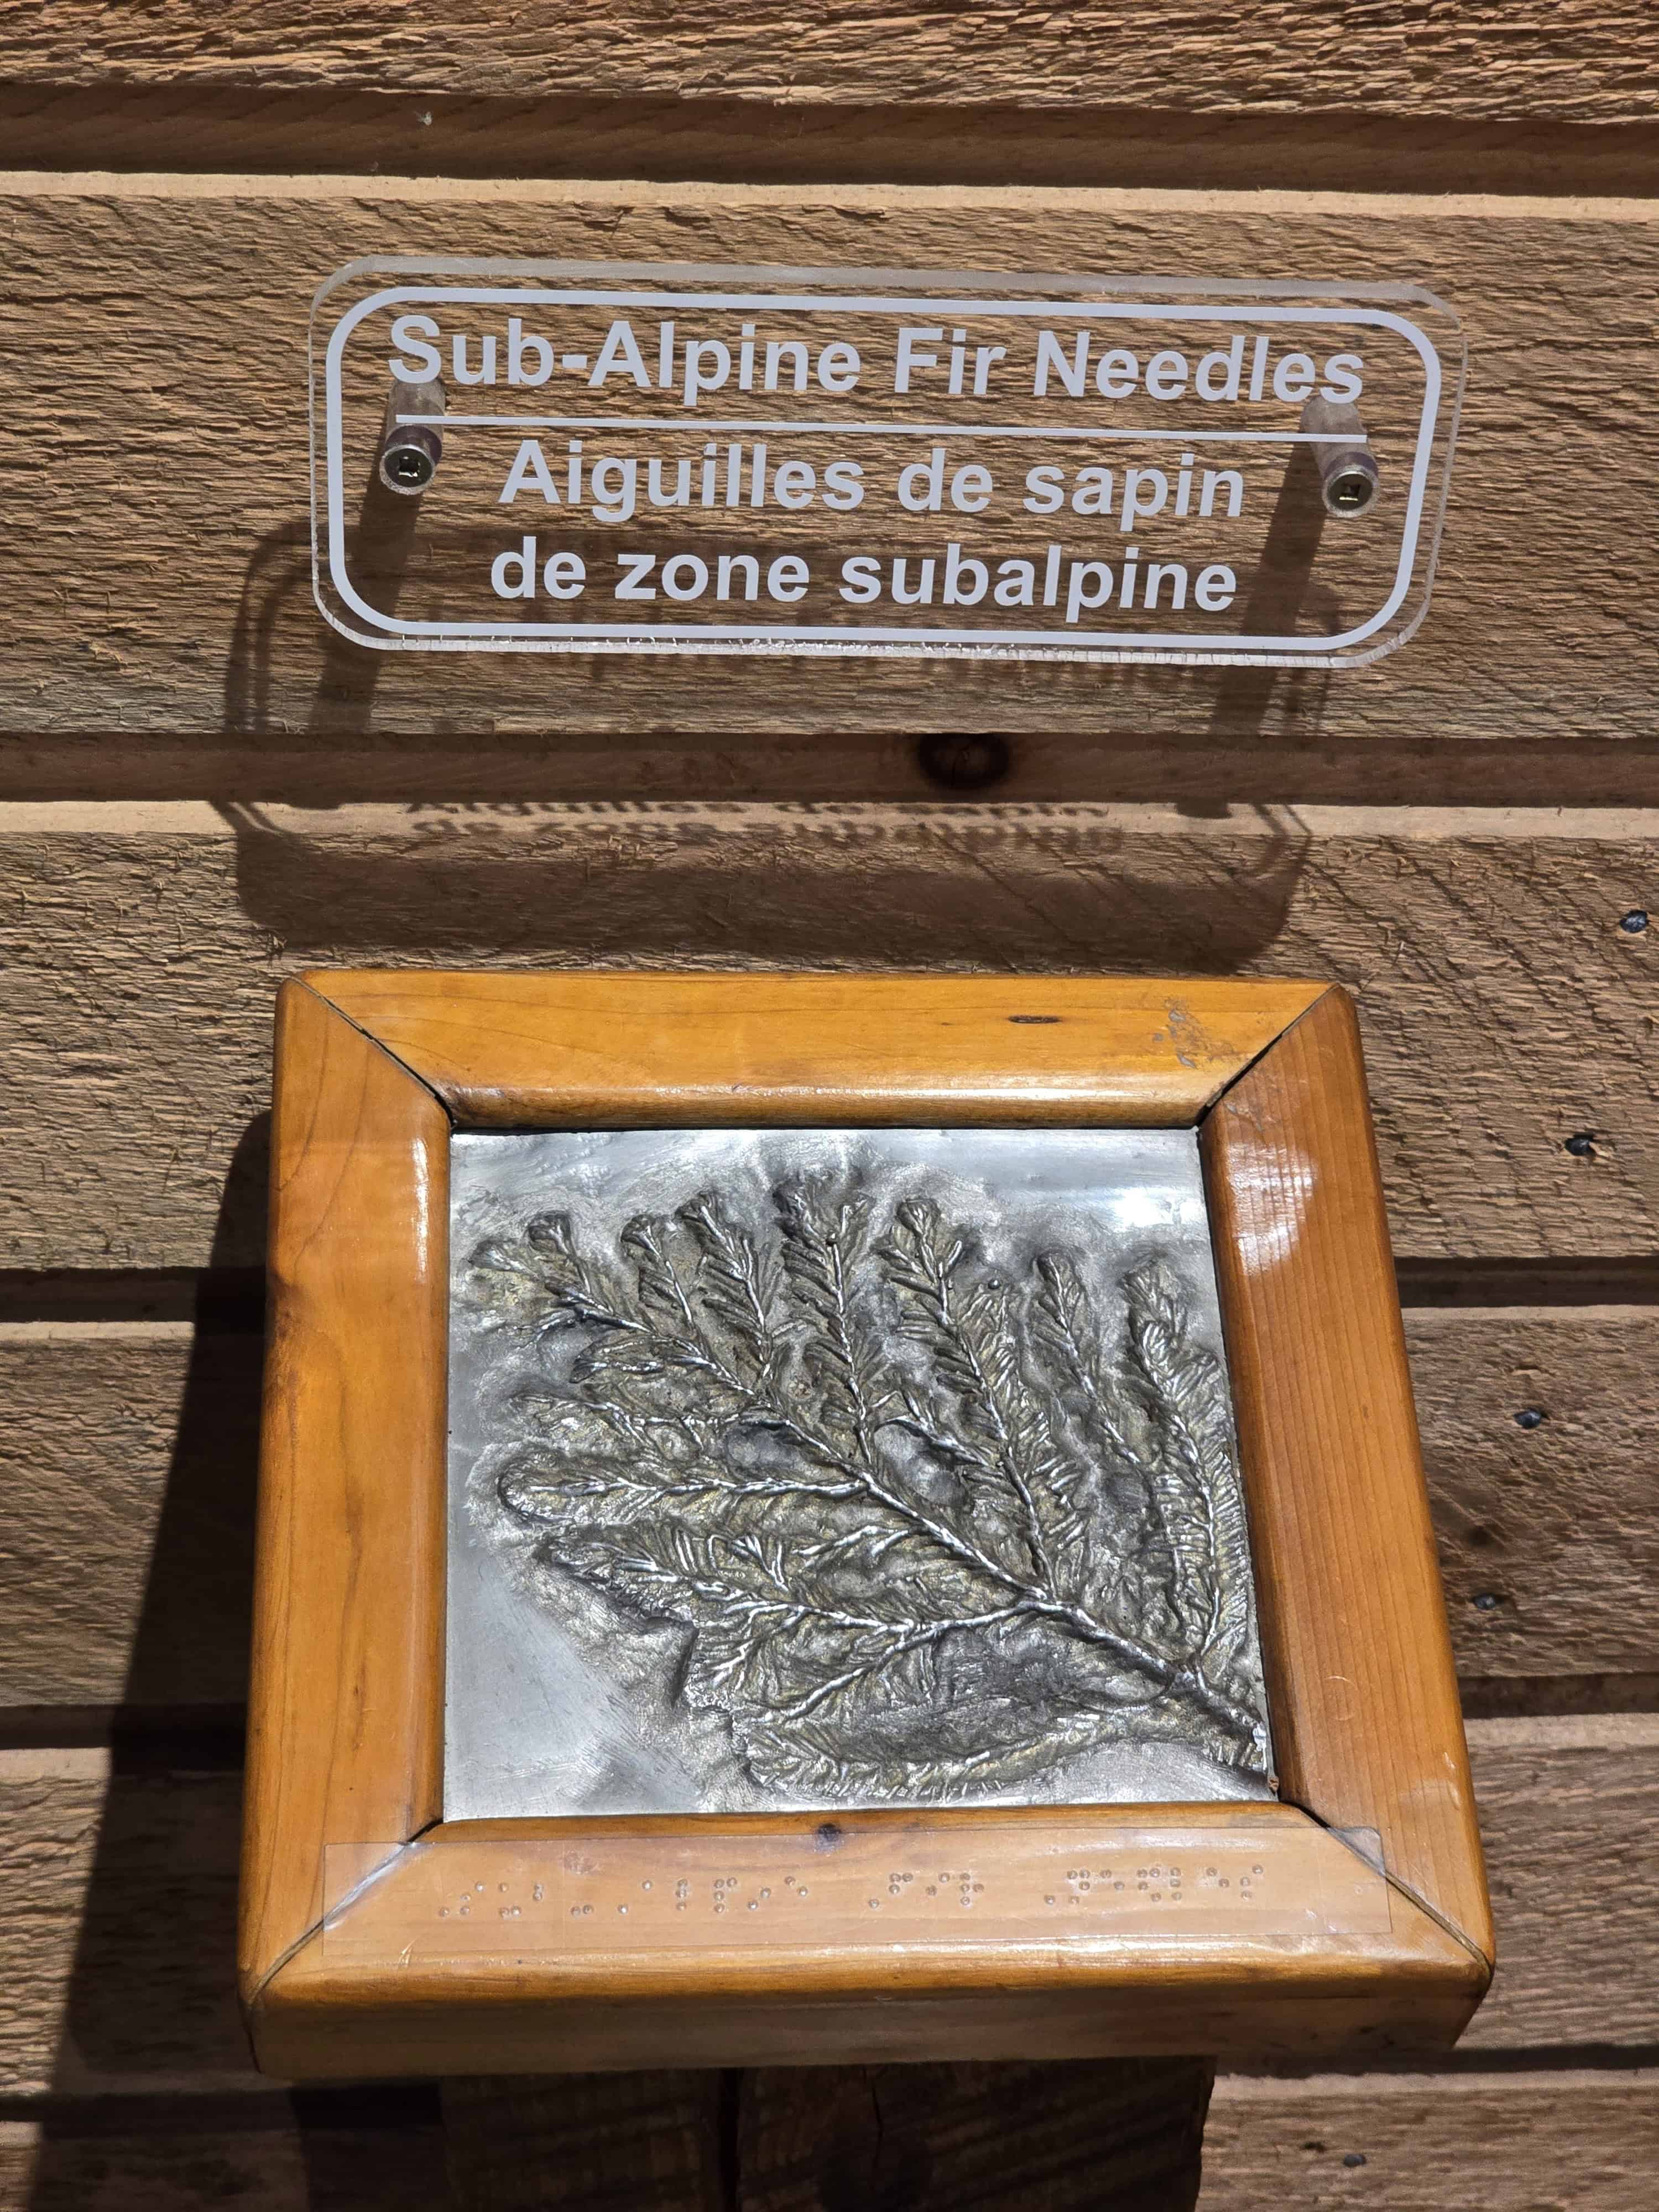 Sub-Alpine Fir Needles
Aiguilles de sapin
de zone subalpine